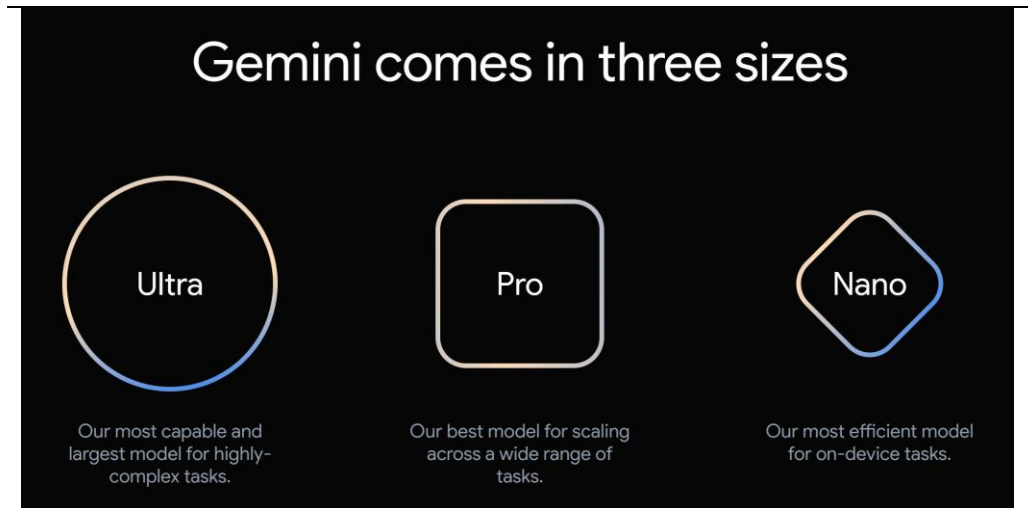 Gemini comes in three sizes
Ultra
Our most capable and
largest model for highly-
complex tasks.
Pro
Our best model for scaling
across a wide range of
tasks.
Nano
Our most efficient model
for on-device tasks.